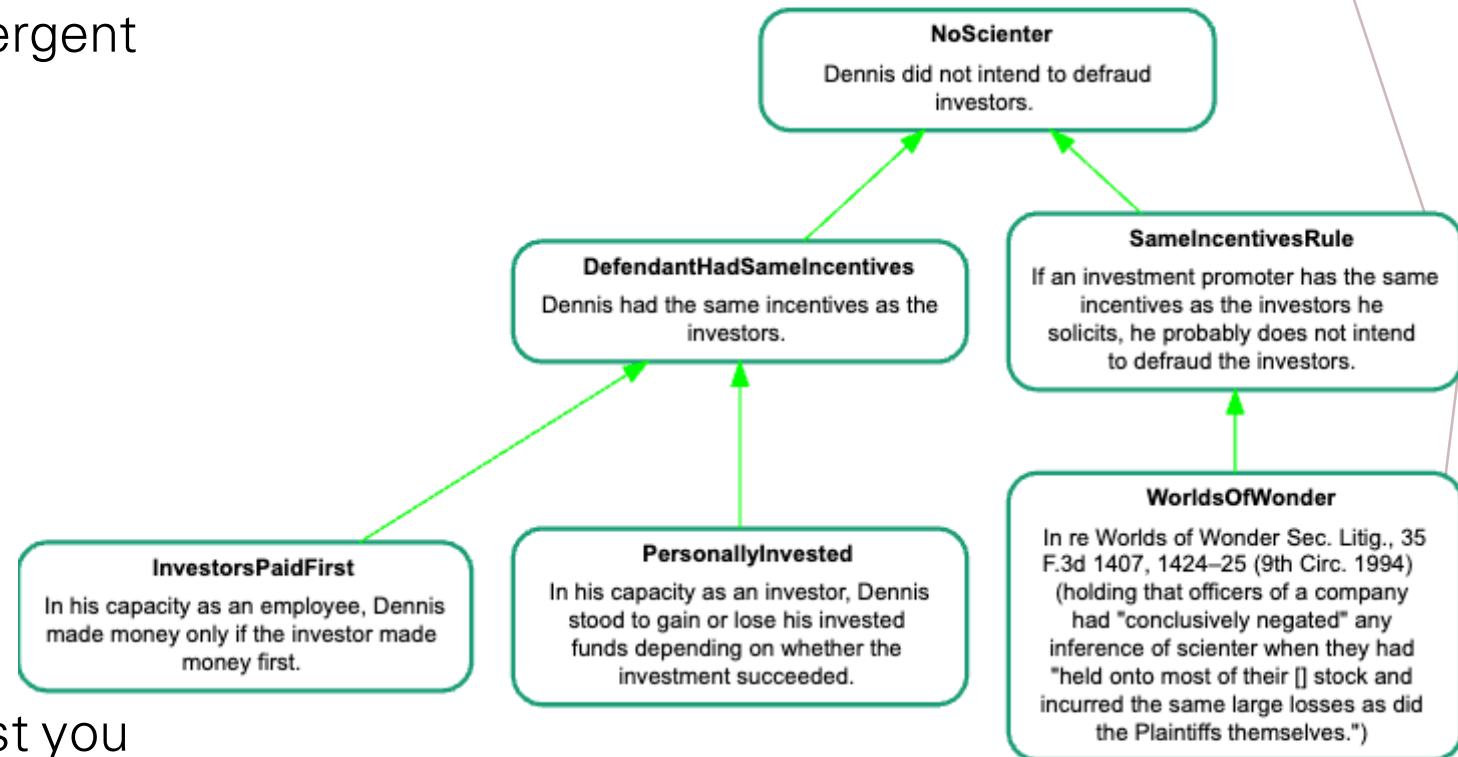 ergent
NoScienter
Dennis did not intend to defraud
investors.
DefendantHadSameIncentives
Dennis had the same incentives as the
investors.
SameIncentivesRule
If an investment promoter has the same
incentives as the investors he
solicits, he probably does not intend
to defraud the investors.
InvestorsPaidFirst
In his capacity as an employee, Dennis
made money only if the investor made
money first.
PersonallyInvested
In his capacity as an investor, Dennis
stood to gain or lose his invested
funds depending on whether the
investment succeeded.
WorldsOfWonder
In re Worlds of Wonder Sec. Litig., 35
F.3d 1407, 1424–25 (9th Circ. 1994)
(holding that officers of a company
had "conclusively negated" any
inference of scienter when they had
"held onto most of their [] stock and
incurred the same large losses as did
the Plaintiffs themselves.")
st you